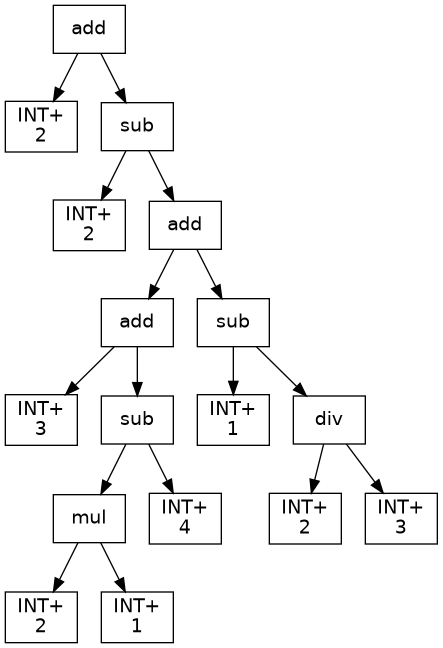 add
INT+
2
sub
INT+
2
add
add
sub
INT+
3
sub
INT+
1
div
mul
INT+
4
INT+
2
INT+
3
INT+
2
INT+
1